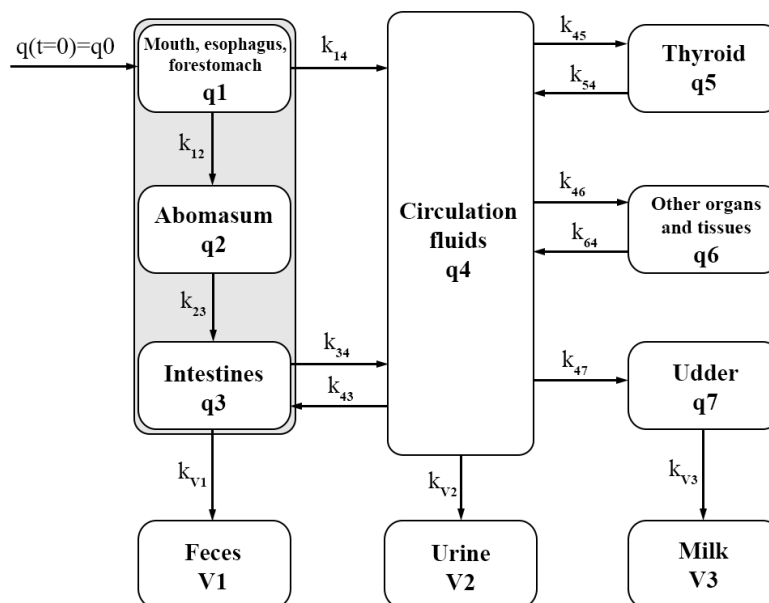 q(t=0)=q0
Mouth, esophagus,
forestomach
q1
k14
k45
Thyroid
q5
k54
k12
Abomasum
q2
Circulation
fluids
q4
k46
Other organs
and tissues
q6
k64
k23
Intestines
q3
k34
k43
k47
Udder
q7
kV1
kV2
kV3
Feces
V1
Urine
V2
Milk
V3